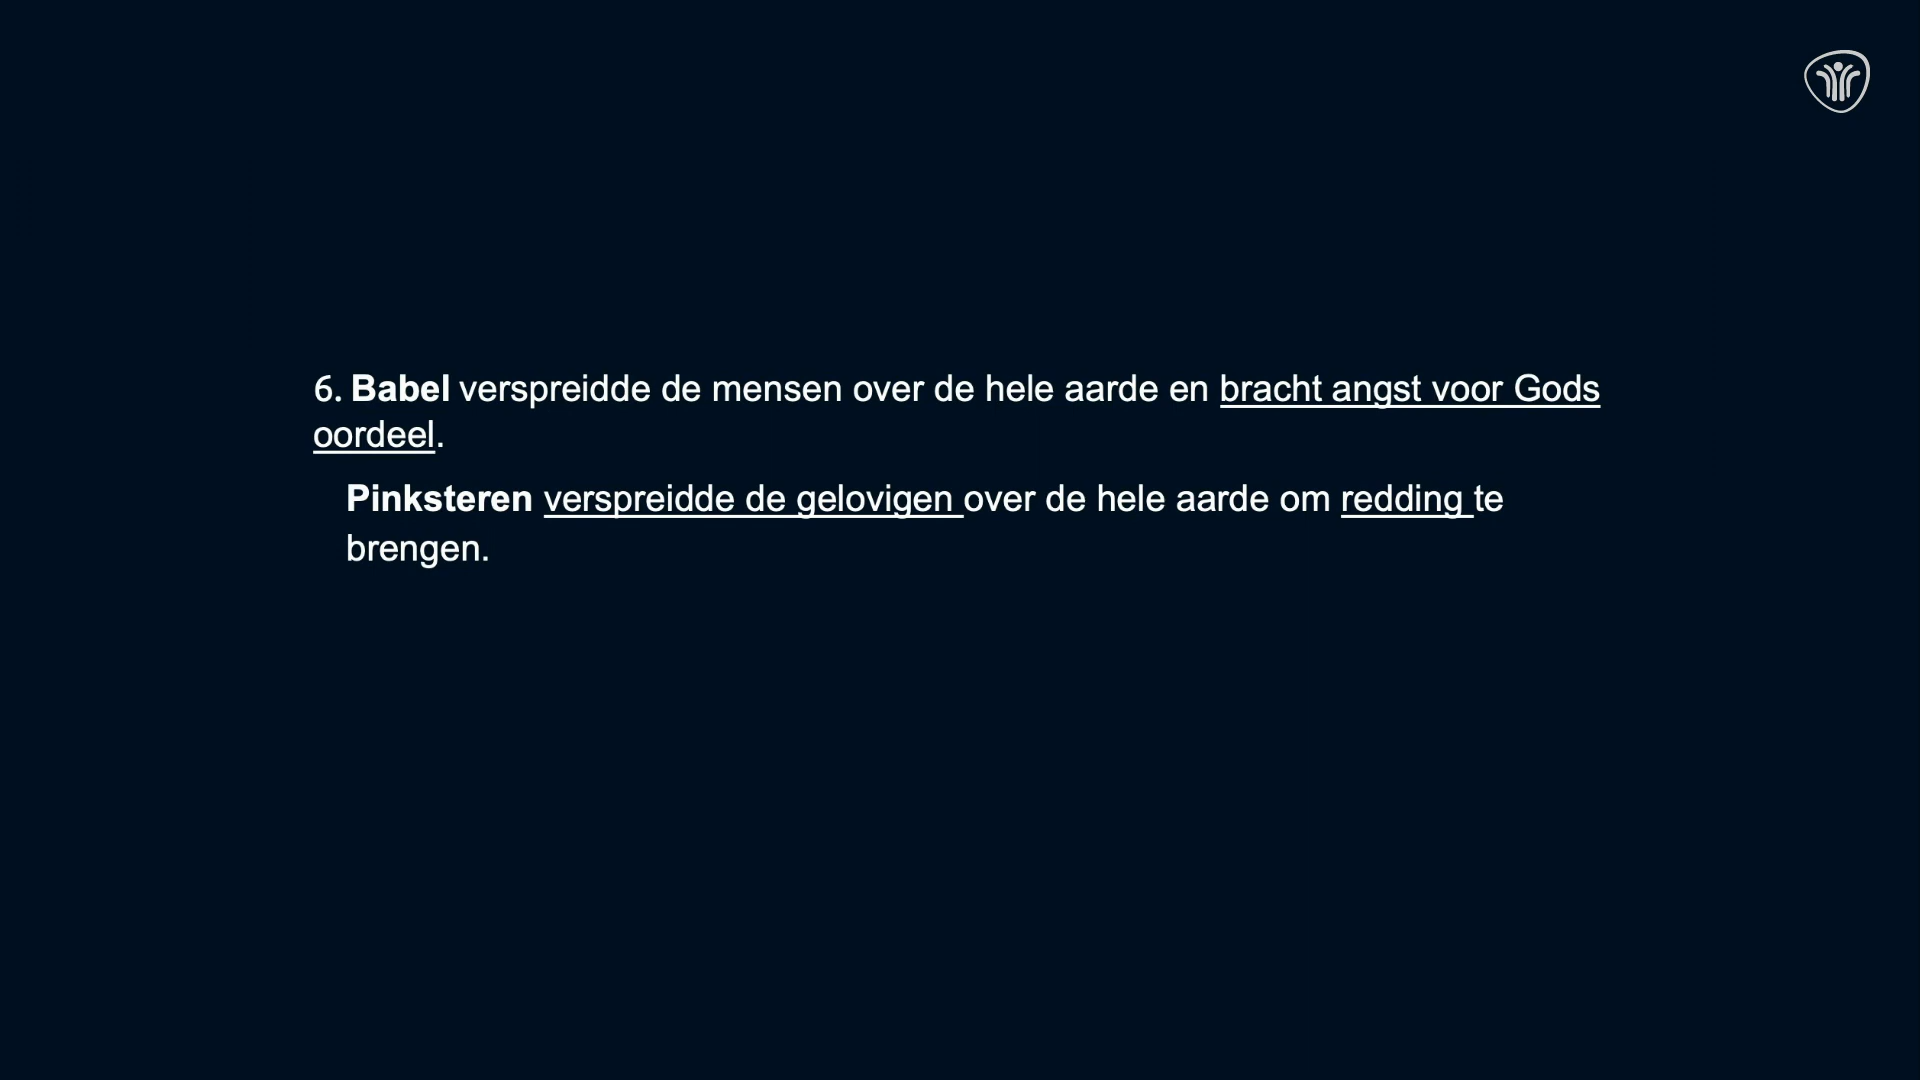 6. Babel verspreidde de mensen over de hele aarde en bracht angst voor Gods
oordeel.
Pinksteren verspreidde de gelovigen over de hele aarde om redding te
brengen.